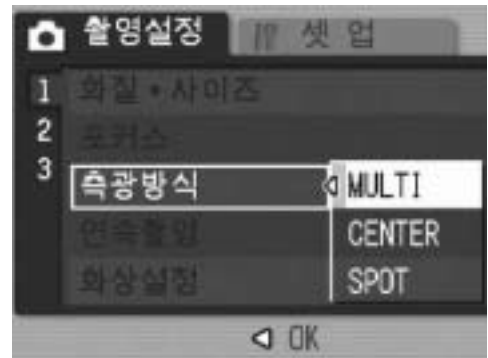 촬영설정 셋 업
1 화질•사이즈
2 포커스
3 측광방식 MULTI
연속촬영 CENTER
화상설정 SPOT
OK